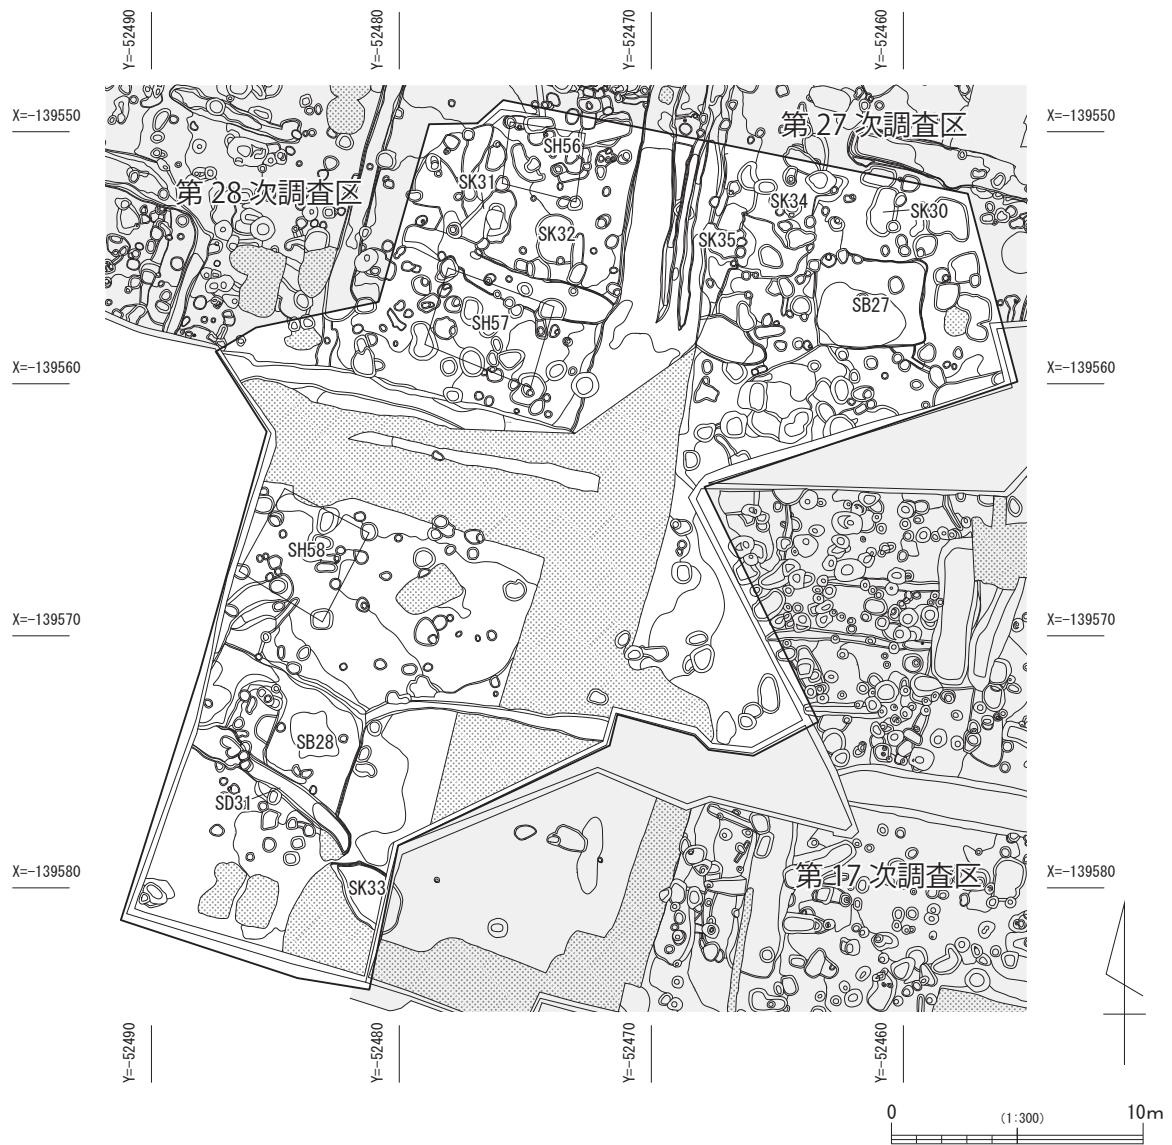 Y=-52490
Y=-52480
Y=-52470
Y=-52460
X=-139550
X=-139550
第27次調査区
SH56
第28次調査区
SK31
SK34
SK30
SK32
SK35
SB27
SH57
X=-139560
X=-139560
SH58
X=-139570
X=-139570
SB28
SD31
X=-139580
SK33
第17次調査区
X=-139580
Y=-52490
Y=-52480
Y=-52470
Y=-52460
0 (1:300) 10m